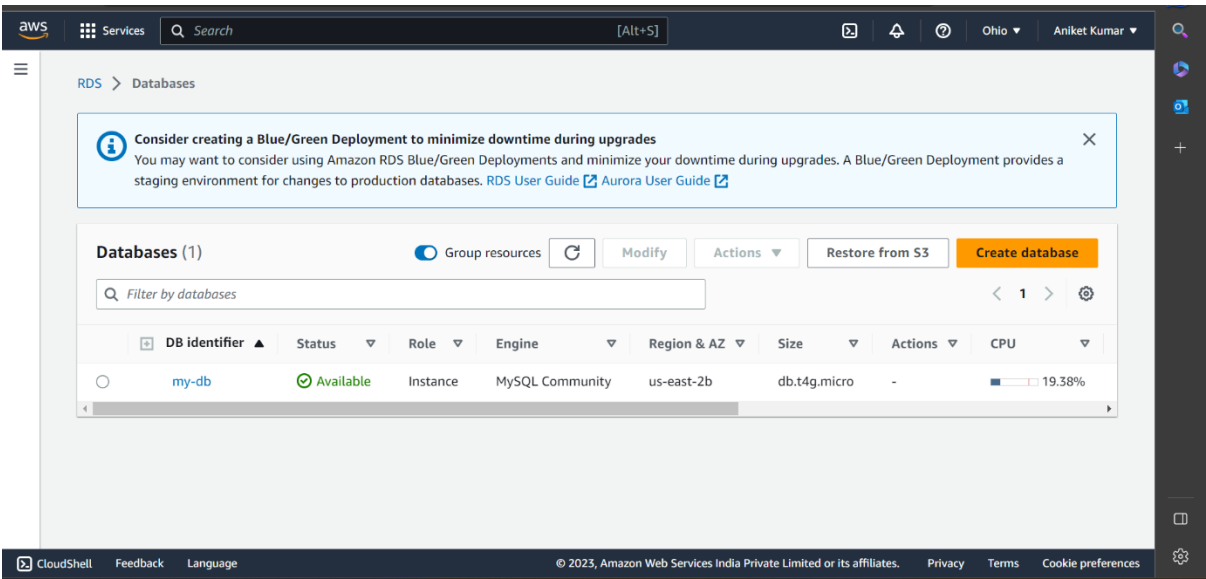 aws Services Search [Alt+S] Ohio Aniket Kumar
RDS > Databases
Consider creating a Blue/Green Deployment to minimize downtime during upgrades
You may want to consider using Amazon RDS Blue/Green Deployments and minimize your downtime during upgrades. A Blue/Green Deployment provides a
staging environment for changes to production databases. RDS User Guide Aurora User Guide
Databases (1) Group resources Modify Actions Restore from S3 Create database
Filter by databases 1
DB identifier Status Role Engine Region & AZ Size Actions CPU
my-db Available Instance MySQL Community us-east-2b db.t4g.micro - 19.38%
CloudShell Feedback Language © 2023, Amazon Web Services India Private Limited or its affiliates. Privacy Terms Cookie preferences